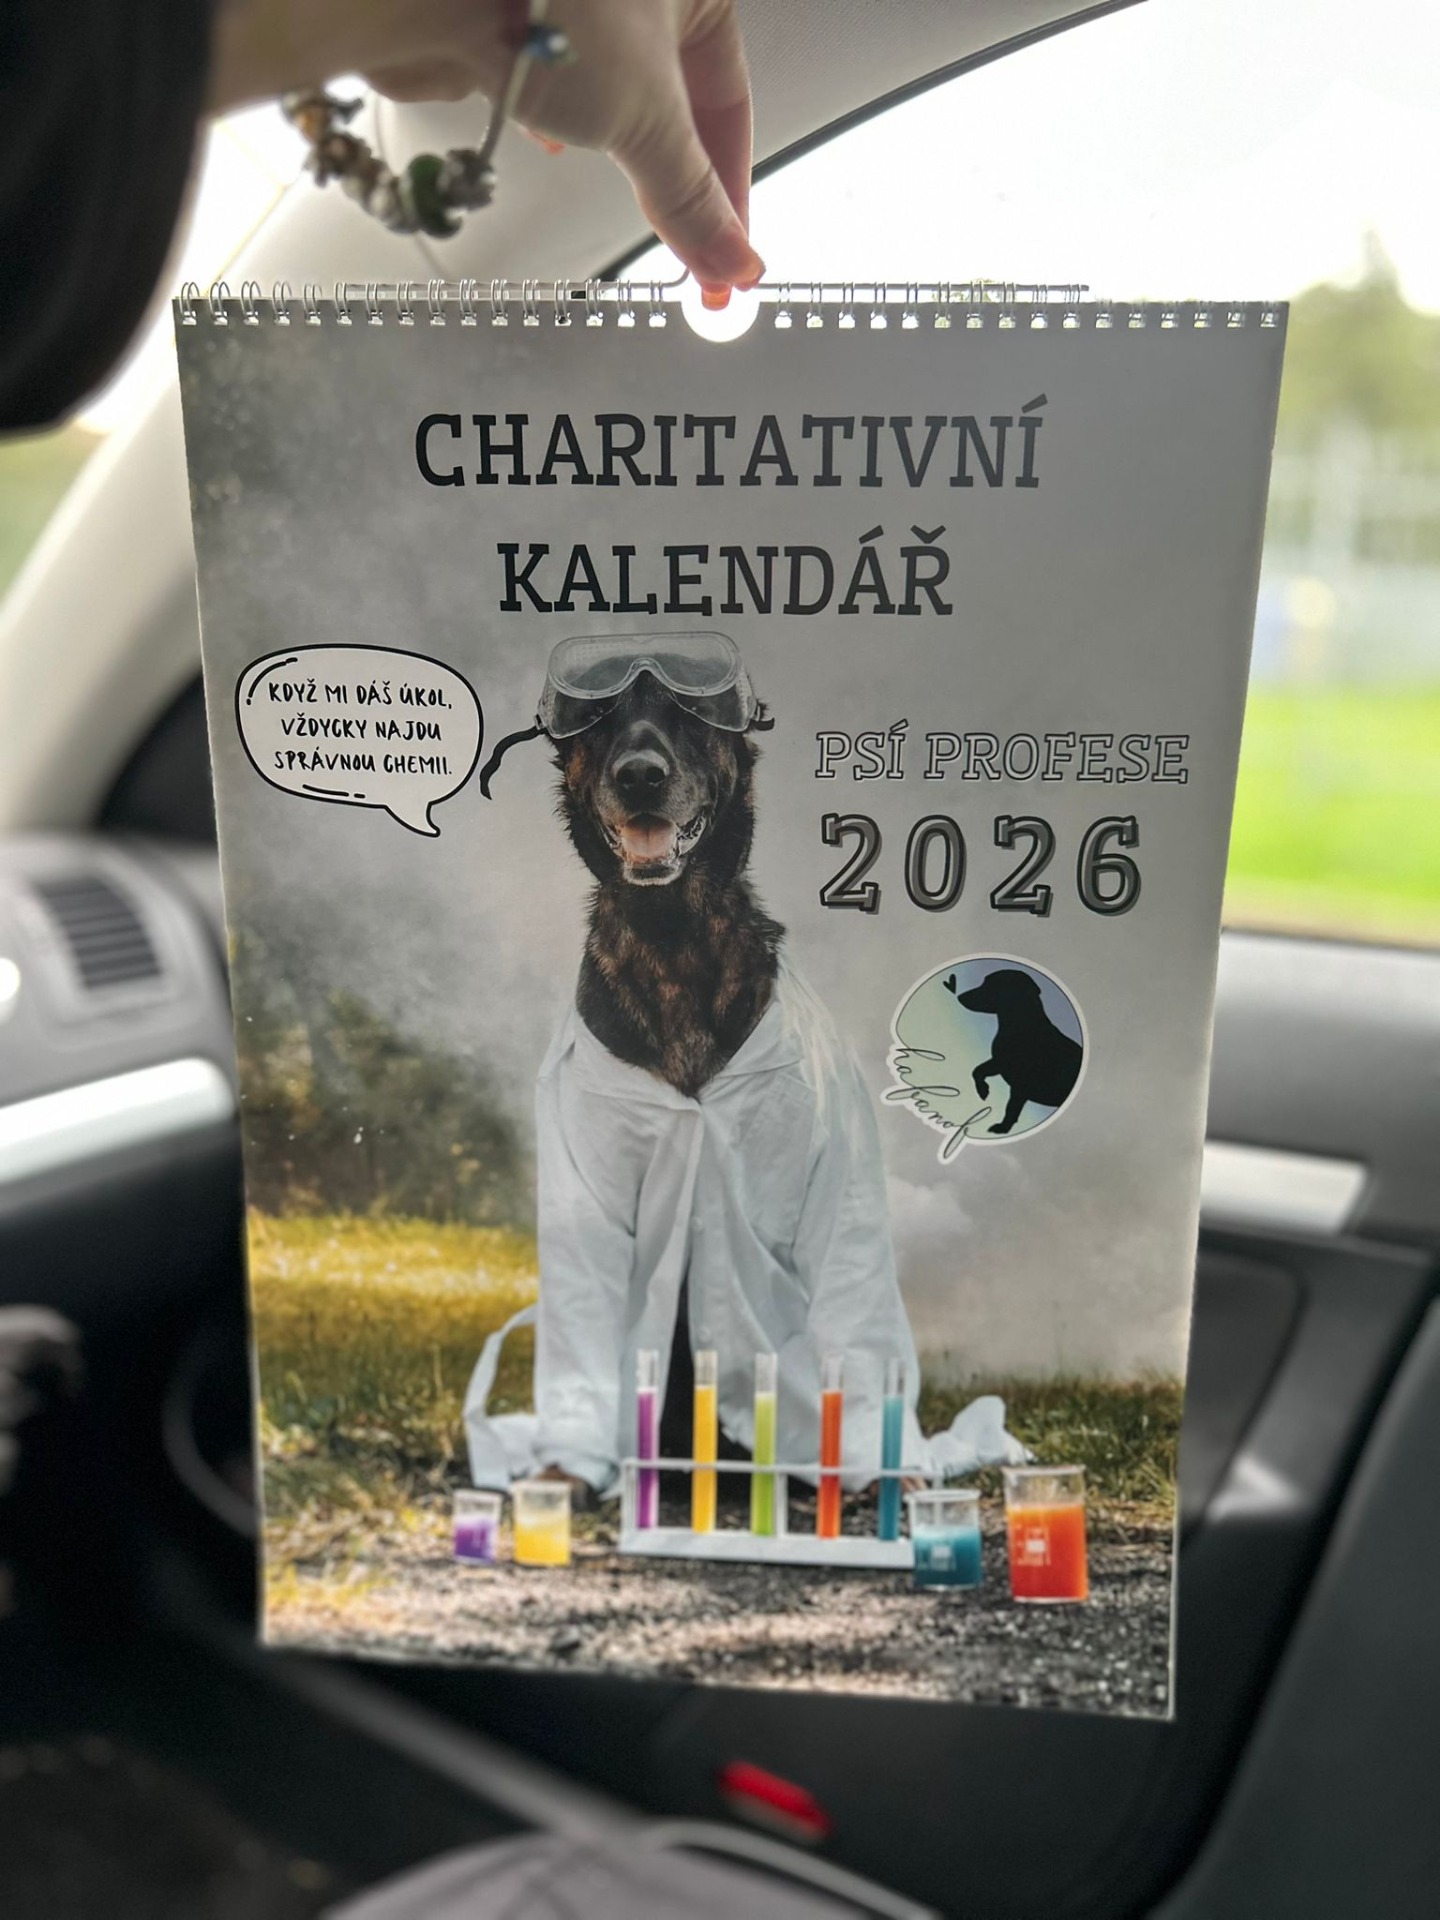 CHARITATIVNÍ
KALENDÁŘ
KDYŽ MI DÁŠ ÚKOL,
VŽDYCKY NAJDU
SPRÁVNOU CHEMII.
PSÍ PROFESE
2026
hafanof